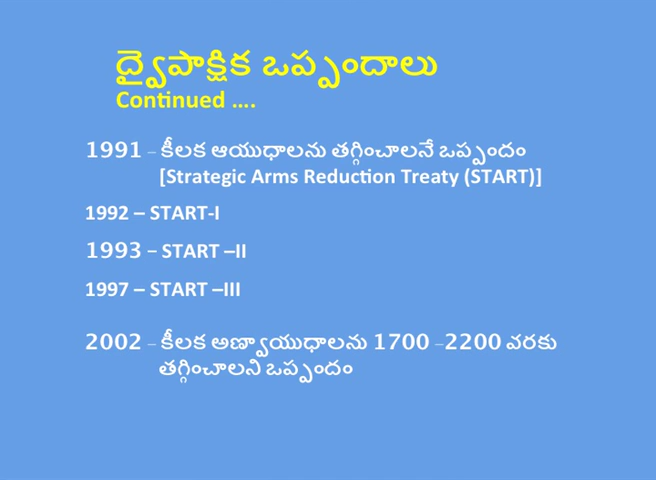 ద్వైపాక్షిక ఒప్పందాలు
Continued ....
1991 – కీలక ఆయుధాలను తగ్గించాలనే ఒప్పందం
[Strategic Arms Reduction Treaty (START)]
1992 – START-I
1993 – START –II
1997 – START –III
2002 – కీలక అణ్వాయుధాలను 1700 –2200 వరకు
తగ్గించాలని ఒప్పందం